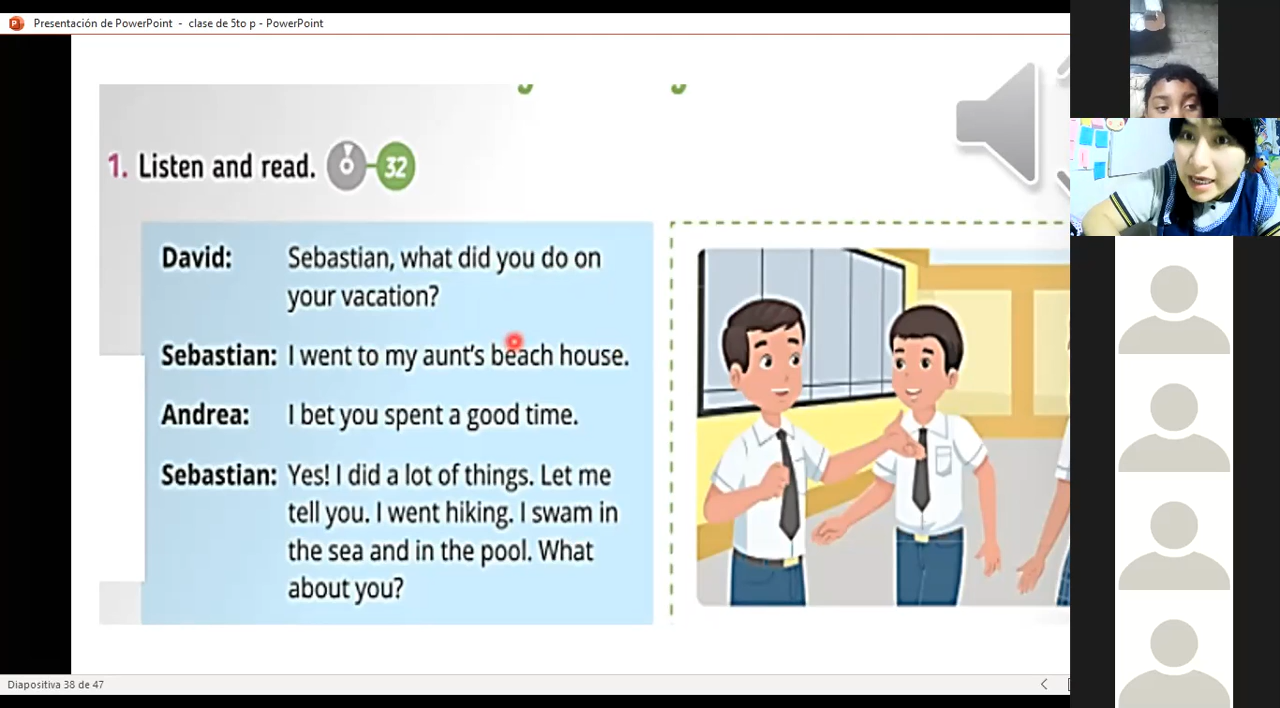 Presentación de PowerPoint - clase de 5to p - PowerPoint
1. Listen and read. 32
David: Sebastian, what did you do on
your vacation?
Sebastian: I went to my aunt's beach house.
Andrea: I bet you spent a good time.
Sebastian: Yes! I did a lot of things. Let me
tell you. I went hiking. I swam in
the sea and in the pool. What
about you?
Diapositiva 38 de 47